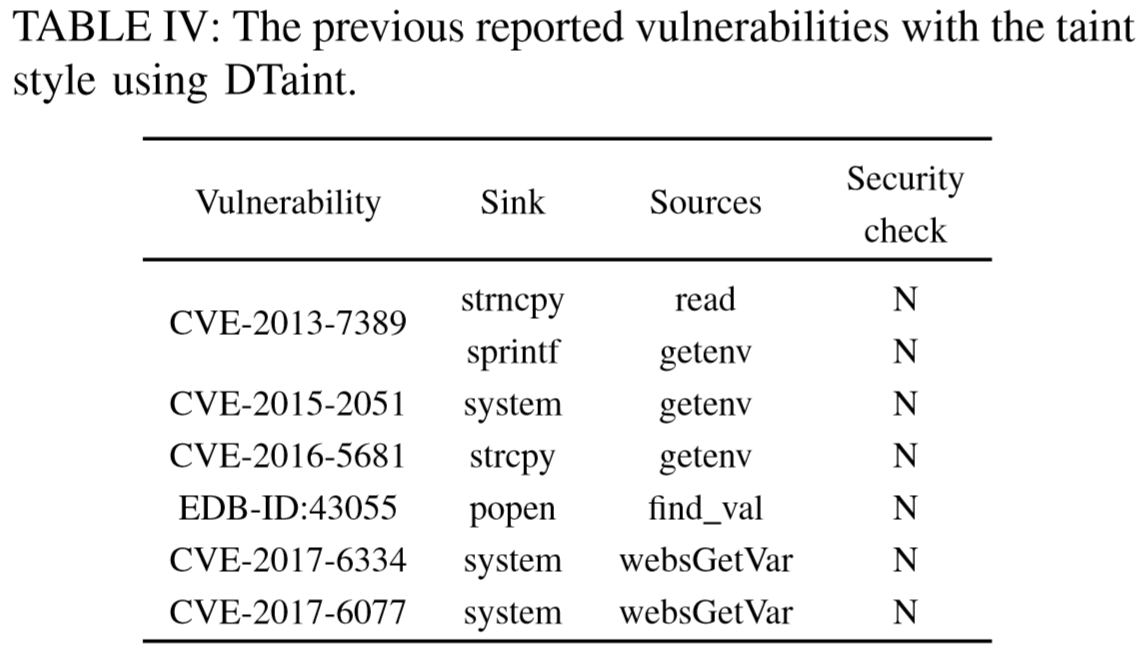 TABLE IV: The previous reported vulnerabilities with the taint
style using DTaint.
Vulnerability Sink Sources Security
check
CVE-2013-7389 strncpy read N
sprintf getenv N
CVE-2015-2051 system getenv N
CVE-2016-5681 strcpy getenv N
EDB-ID:43055 popen find_val N
CVE-2017-6334 system websGetVar N
CVE-2017-6077 system websGetVar N